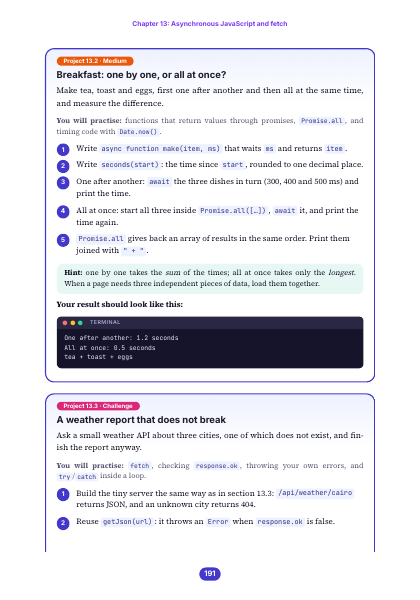 Chapter 13: Asynchronous JavaScript and fetch
Project 13.2 · Medium
Breakfast: one by one, or all at once?
Make tea, toast and eggs, first one after another and then all at the same time,
and measure the difference.
You will practise: functions that return values through promises, Promise.all, and
timing code with Date.now().
1 Write async function make(item, ms) that waits ms and returns item.
2 Write seconds(start): the time since start, rounded to one decimal place.
3 One after another: await the three dishes in turn (300, 400 and 500 ms) and
print the time.
4 All at once: start all three inside Promise.all([…]), await it, and print the
time again.
5 Promise.all gives back an array of results in the same order. Print them
joined with " + ".
Hint: one by one takes the sum of the times; all at once takes only the longest.
When a page needs three independent pieces of data, load them together.
Your result should look like this:
TERMINAL
One after another: 1.2 seconds
All at once: 0.5 seconds
tea + toast + eggs
Project 13.3 · Challenge
A weather report that does not break
Ask a small weather API about three cities, one of which does not exist, and fin-
ish the report anyway.
You will practise: fetch, checking response.ok, throwing your own errors, and
try/catch inside a loop.
1 Build the tiny server the same way as in section 13.3: /api/weather/cairo
returns JSON, and an unknown city returns 404.
2 Reuse getJson(url): it throws an Error when response.ok is false.
191